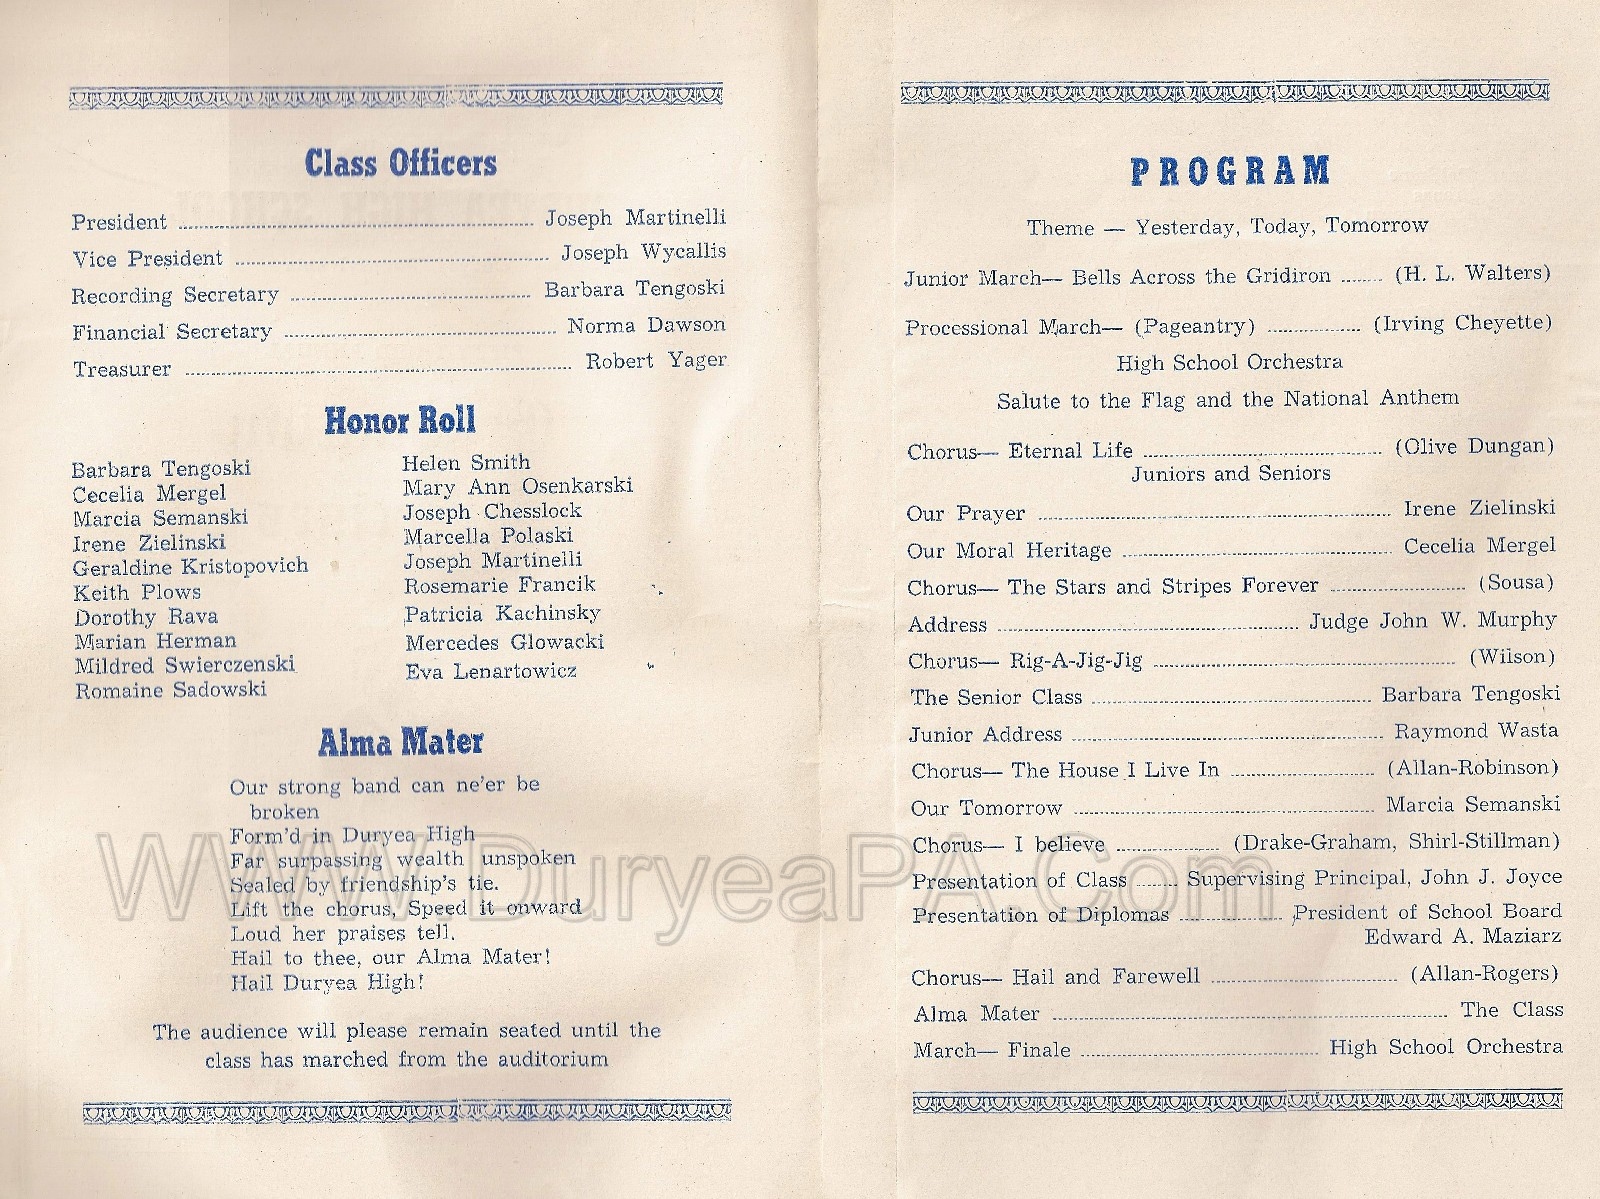 Class Officers
President ........ Joseph Martinelli
Vice President ........ Joseph Wycallis
Recording Secretary ........ Barbara Tengoski
Financial Secretary ........ Norma Dawson
Treasurer ........ Robert Yager
Honor Roll
Barbara Tengoski
Cecelia Mergel
Marcia Semanski
Irene Zielinski
Geraldine Kristopovich
Keith Plows
Dorothy Rava
Marian Herman
Mildred Swierczenski
Romaine Sadowski
Helen Smith
Mary Ann Osenkarski
Joseph Chesslock
Marcella Polaski
Joseph Martinelli
Rosemarie Francik
Patricia Kachinsky
Mercedes Glowacki
Eva Lenartowicz
Alma Mater
Our strong band can ne'er be
broken
Form'd in Duryea High
Far surpassing wealth unspoken
Sealed by friendship's tie.
Lift the chorus, Speed it onward
Loud her praises tell.
Hail to thee, our Alma Mater!
Hail Duryea High!
The audience will please remain seated until the
class has marched from the auditorium
PROGRAM
Theme — Yesterday, Today, Tomorrow
Junior March— Bells Across the Gridiron ........ (H. L. Walters)
Processional March— (Pageantry) ........ (Irving Cheyette)
High School Orchestra
Salute to the Flag and the National Anthem
Chorus— Eternal Life ........ (Olive Dungan)
Juniors and Seniors
Our Prayer ........ Irene Zielinski
Our Moral Heritage ........ Cecelia Mergel
Chorus— The Stars and Stripes Forever ........ (Sousa)
Address ........ Judge John W. Murphy
Chorus— Rig-A-Jig-Jig ........ (Wilson)
The Senior Class ........ Barbara Tengoski
Junior Address ........ Raymond Wasta
Chorus— The House I Live In ........ (Allan-Robinson)
Our Tomorrow ........ Marcia Semanski
Chorus— I believe ........ (Drake-Graham, Shirl-Stillman)
Presentation of Class ........ Supervising Principal, John J. Joyce
Presentation of Diplomas ........ President of School Board
Edward A. Maziarz
Chorus— Hail and Farewell ........ (Allan-Rogers)
Alma Mater ........ The Class
March— Finale ........ High School Orchestra
WWW.DuryeaPA.Com